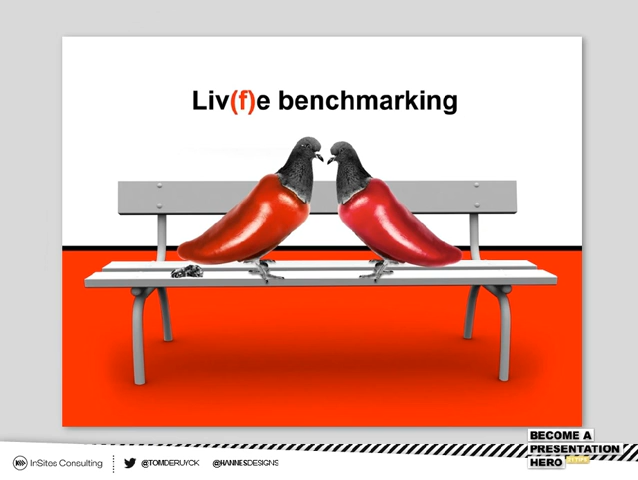 Liv(f)e benchmarking
InSites Consulting
@TOMDERUYCK
@HANNESDESIGNS
BECOME A
PRESENTATION
HERO